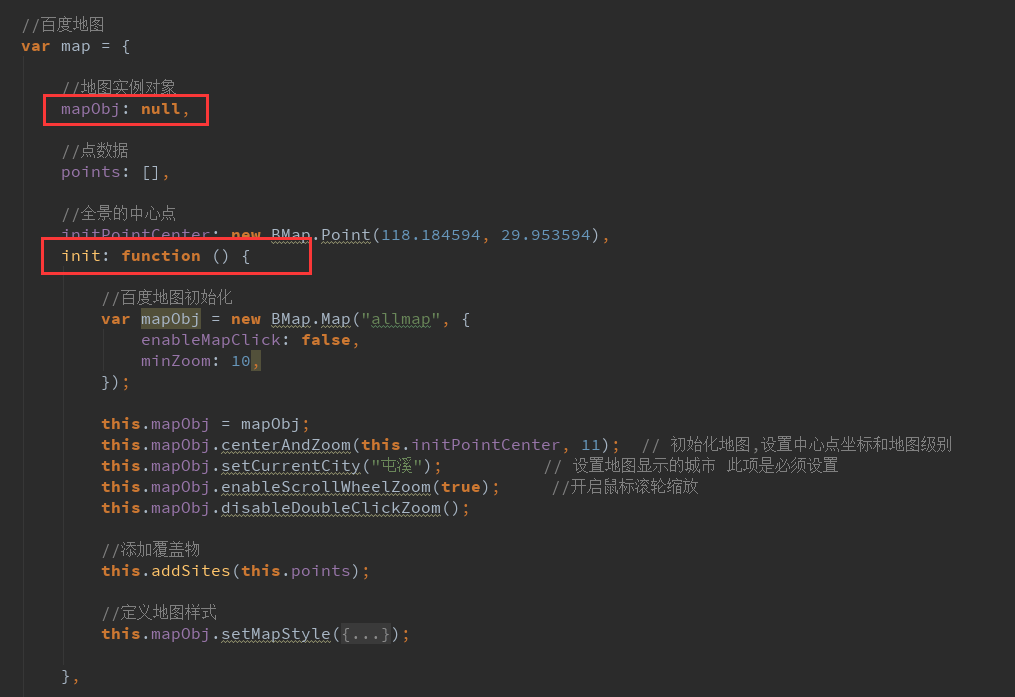 //百度地图
var map = {
//地图实例对象
mapObj: null,
//点数据
points: [],
//全景的中心点
initPointCenter: new BMap.Point(118.184594, 29.953594),
init: function () {
//百度地图初始化
var mapObj = new BMap.Map("allmap", {
enableMapClick: false,
minZoom: 10,
});
this.mapObj = mapObj;
this.mapObj.centerAndZoom(this.initPointCenter, 11);  // 初始化地图,设置中心点坐标和地图级别
this.mapObj.setCurrentCity("屯溪");          // 设置地图显示的城市 此项是必须设置
this.mapObj.enableScrollWheelZoom(true);     //开启鼠标滚轮缩放
this.mapObj.disableDoubleClickZoom();
//添加覆盖物
this.addSites(this.points);
//定义地图样式
this.mapObj.setMapStyle({...});
},